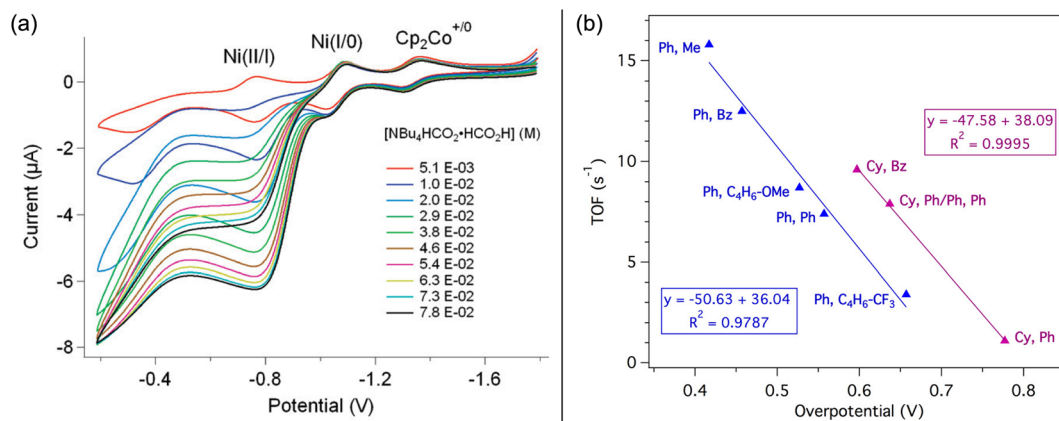 (a)
Ni(II/I)
Ni(I/0)
Cp₂Co⁺/⁰
[NBu₄HCO₂•HCO₂H] (M)
5.1 E-03
1.0 E-02
2.0 E-02
2.9 E-02
3.8 E-02
4.6 E-02
5.4 E-02
6.3 E-02
7.3 E-02
7.8 E-02
Current (μA)
0
-2
-4
-6
-8
-0.4
-0.8
-1.2
-1.6
Potential (V)
(b)
TOF (s⁻¹)
15
10
5
0
Ph, Me
Ph, Bz
Ph, C₄H₆-OMe
Ph, Ph
Ph, C₄H₆-CF₃
y = -50.63 + 36.04
R² = 0.9787
y = -47.58 + 38.09
R² = 0.9995
Cy, Bz
Cy, Ph/Ph, Ph
Cy, Ph
0.4
0.5
0.6
0.7
0.8
Overpotential (V)